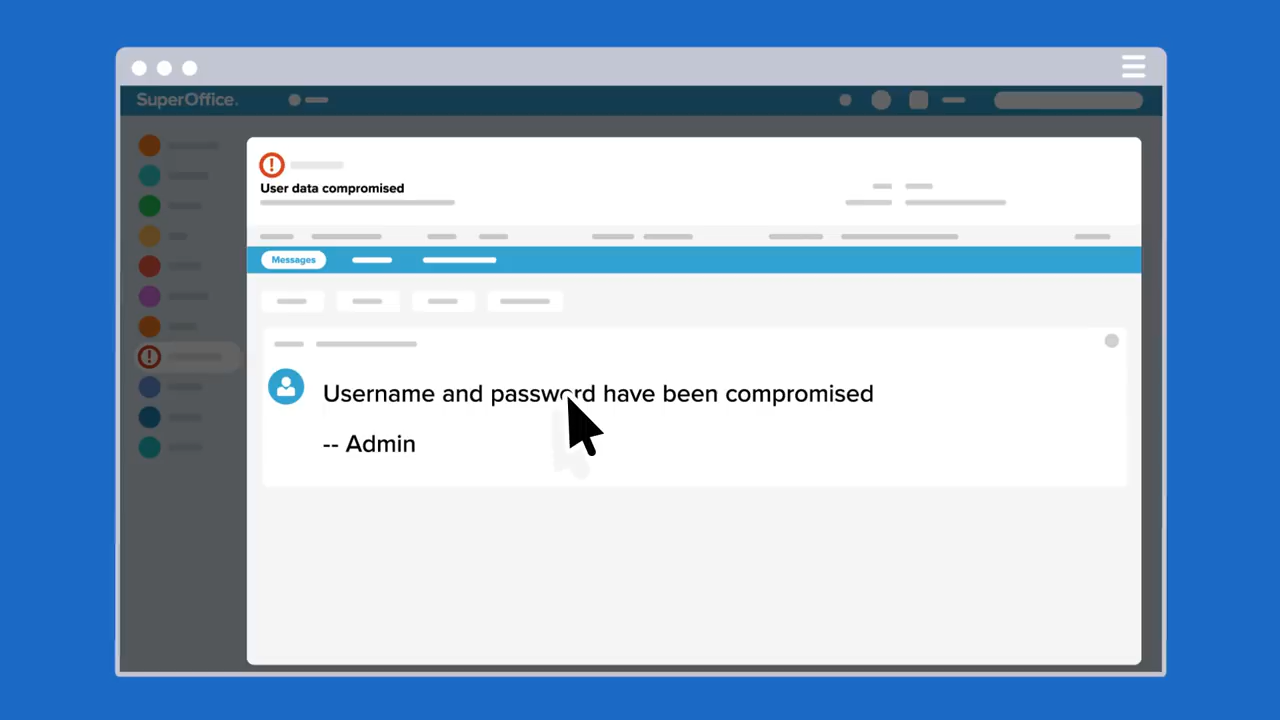 SuperOffice.
User data compromised
Messages
Username and password have been compromised
-- Admin